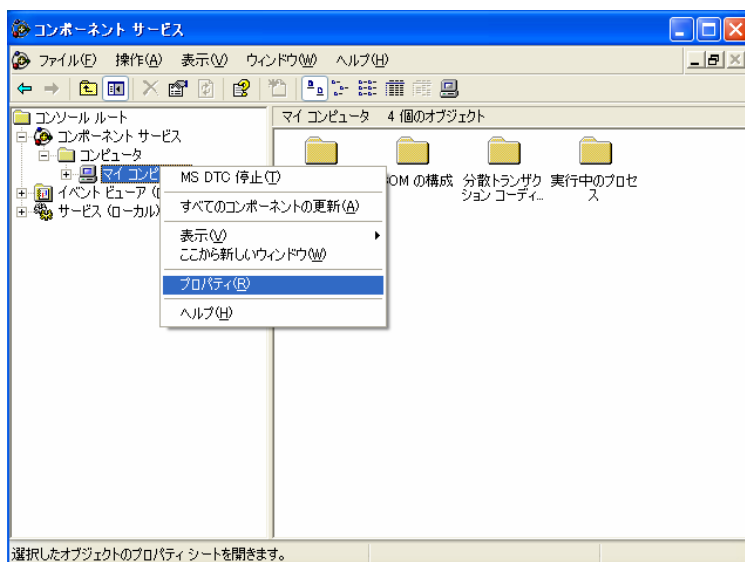 コンポーネント サービス
ファイル(F) 操作(A) 表示(V) ウィンドウ(W) ヘルプ(H)
コンソール ルート
コンポーネント サービス
コンピュータ
マイ コンピ
イベント ビューア (
サービス (ローカル)
マイ コンピュータ 4 個のオブジェクト
OM の構成
分散トランザク
ション コーディ...
実行中のプロセ
ス
MS DTC 停止(T)
すべてのコンポーネントの更新(A)
表示(V)
ここから新しいウィンドウ(W)
プロパティ(R)
ヘルプ(H)
選択したオブジェクトのプロパティ シートを開きます。